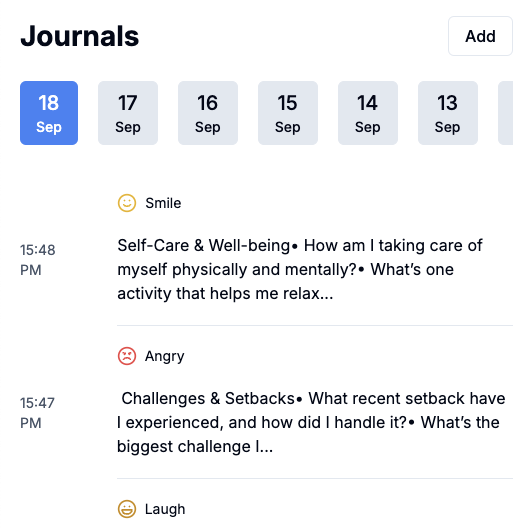 Journals
Add
18
Sep
17
Sep
16
Sep
15
Sep
14
Sep
13
Sep
Smile
15:48
PM
Self-Care & Well-being• How am I taking care of
myself physically and mentally?• What’s one
activity that helps me relax...
Angry
15:47
PM
Challenges & Setbacks• What recent setback have
I experienced, and how did I handle it?• What’s the
biggest challenge I...
Laugh